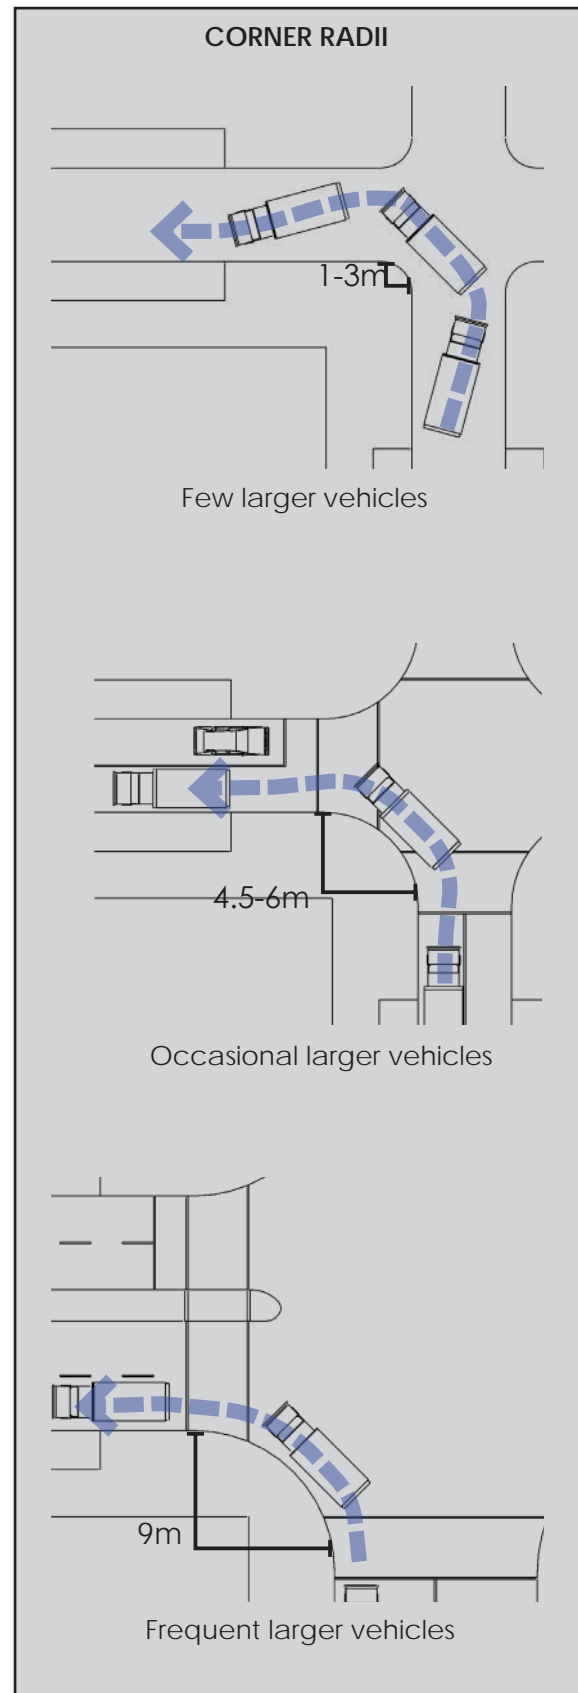 CORNER RADII
1-3m
Few larger vehicles
4.5-6m
Occasional larger vehicles
9m
Frequent larger vehicles